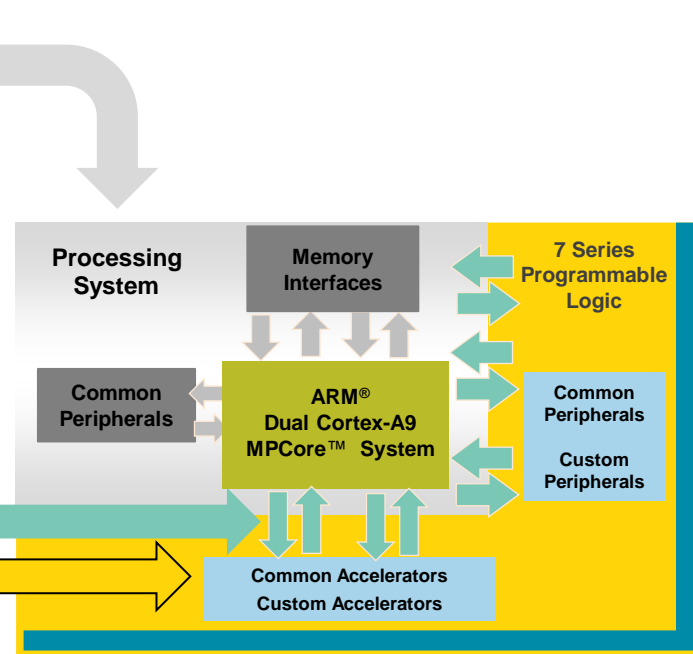 Processing
System
Memory
Interfaces
7 Series
Programmable
Logic
Common
Peripherals
ARM®
Dual Cortex-A9
MPCore™ System
Common
Peripherals
Custom
Peripherals
Common Accelerators
Custom Accelerators